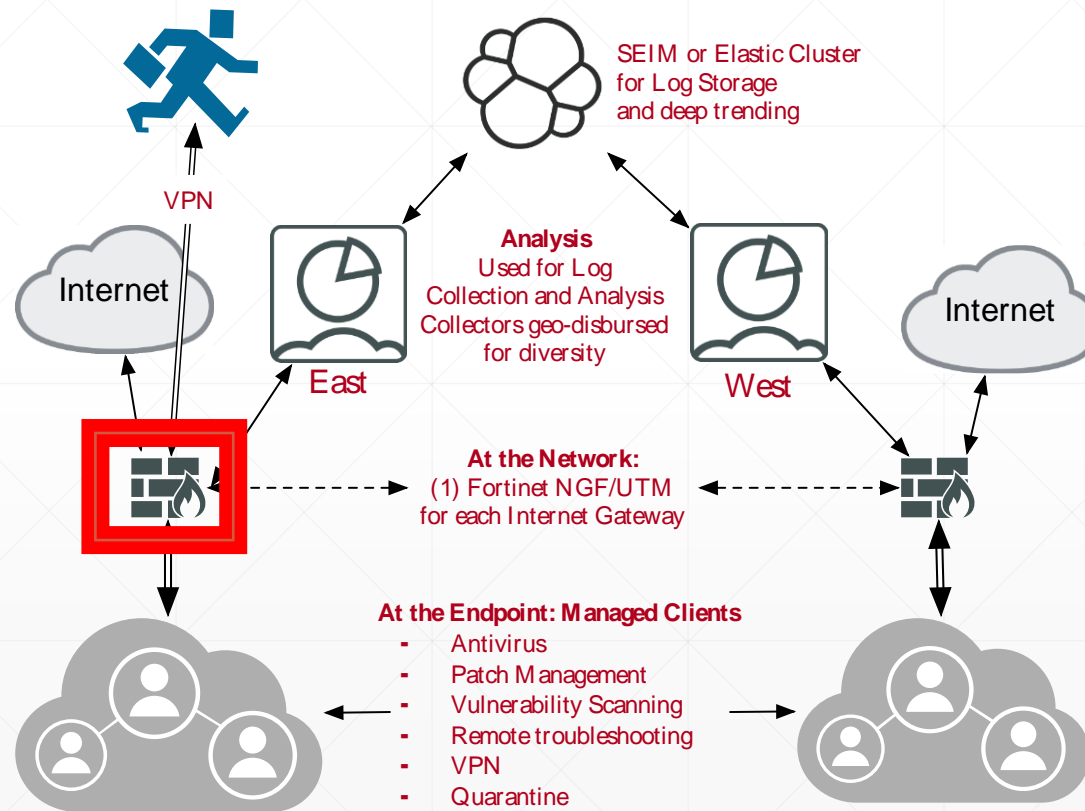 SEIM or Elastic Cluster
for Log Storage
and deep trending
VPN
Internet
Analysis
Used for Log
Collection and Analysis
Collectors geo-disbursed
for diversity
Internet
East
West
At the Network:
(1) Fortinet NGF/UTM
for each Internet Gateway
At the Endpoint: Managed Clients
- Antivirus
- Patch Management
- Vulnerability Scanning
- Remote troubleshooting
- VPN
- Quarantine